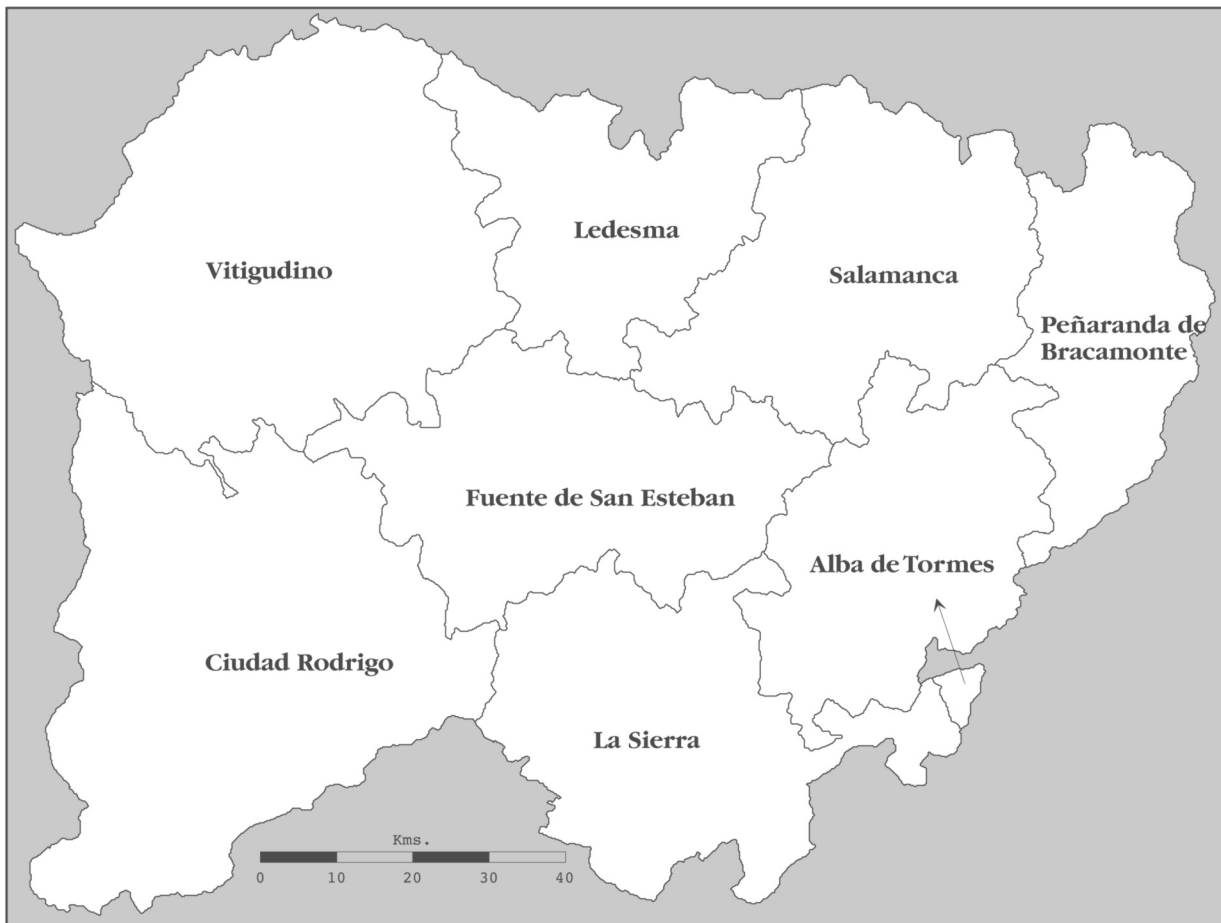 Ledesma
Vitigudino
Salamanca
Peñaranda de
Bracamonte
Fuente de San Esteban
Alba de Tormes
Ciudad Rodrigo
La Sierra
Kms.
0 10 20 30 40